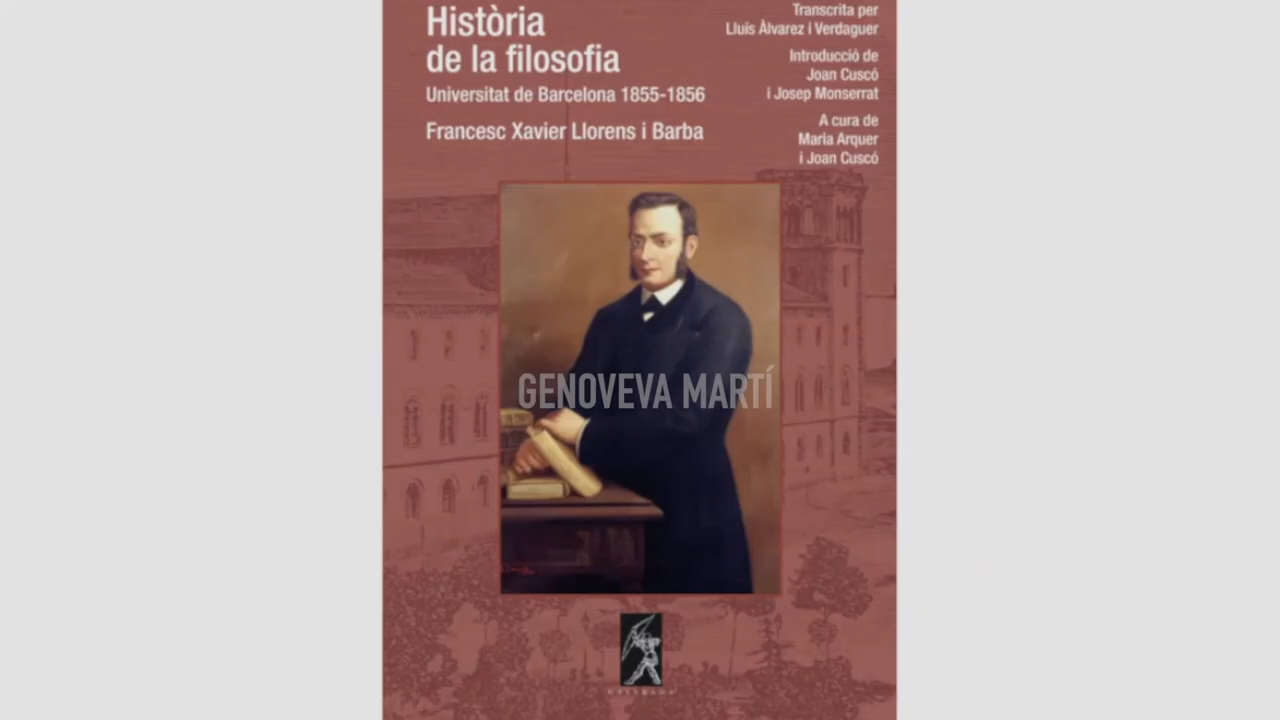 Història
de la filosofia
Universitat de Barcelona 1855-1856
Francesc Xavier Llorens i Barba
Transcrita per
Lluís Àlvarez i Verdaguer
Introducció de
Joan Cuscó
i Josep Monserrat
A cura de
Maria Arquer
i Joan Cuscó
GENOVEVA MARTÍ